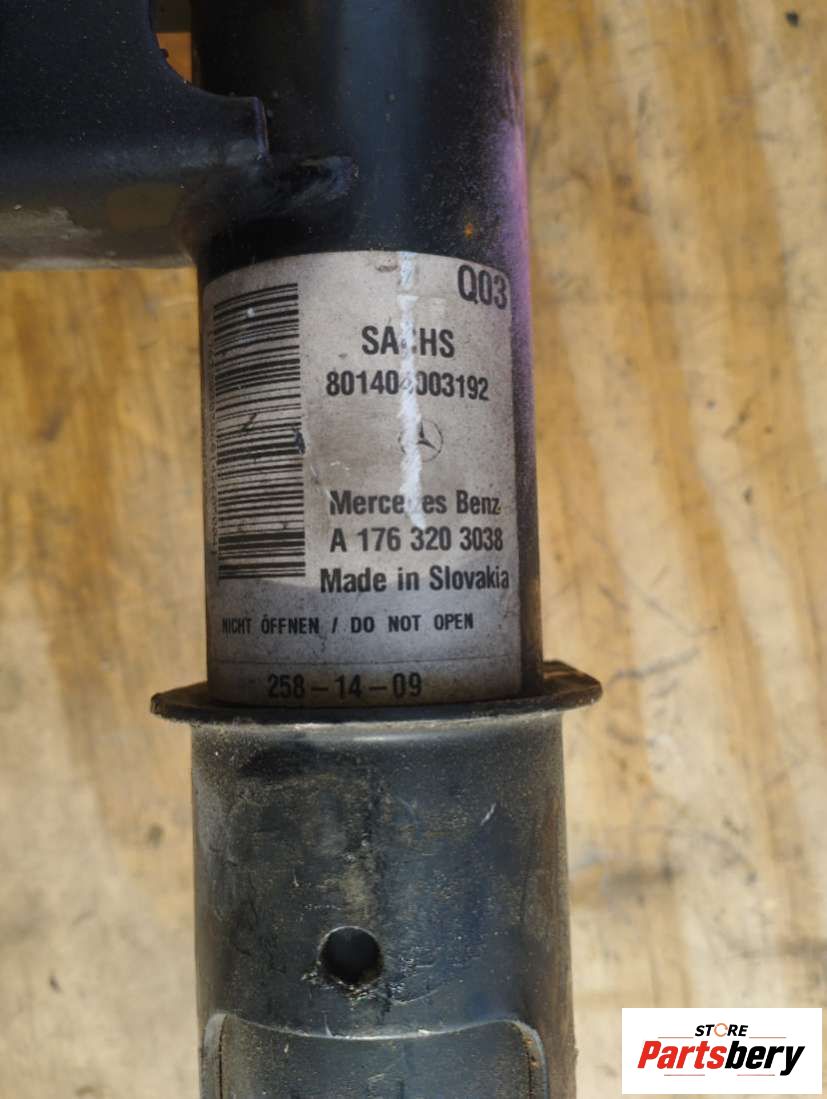 Q03
SACHS
801404003192
Mercedes Benz
A 176 320 3038
Made in Slovakia
NICHT ÖFFNEN / DO NOT OPEN
258-14-09
STORE
Partsbery